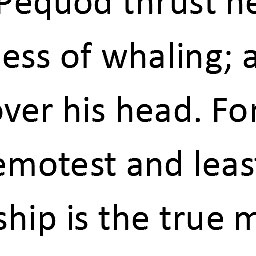 Pequod thrust he
ess of whaling; a
over his head. For
emotest and least
ship is the true m